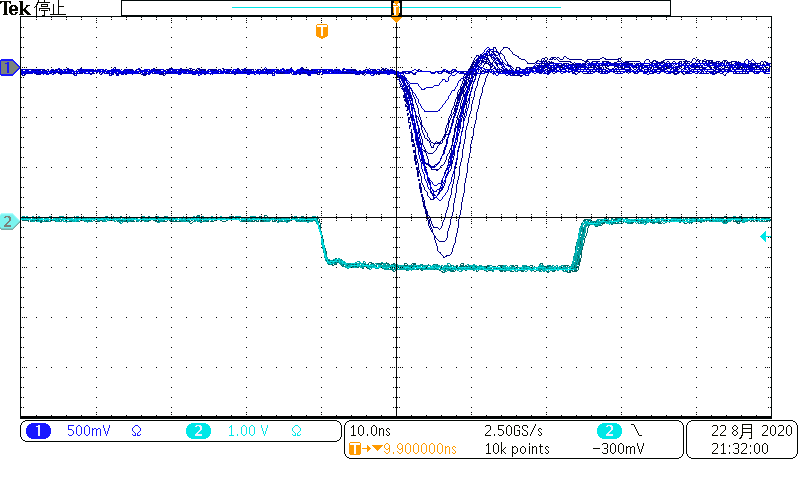 Tek 停止
T
1
2
1 500mV Ω 2 1.00 V Ω
10.0ns 2.50GS/s 2
T→▼9.900000ns 10k points −300mV
22 8月 2020
21:32:00